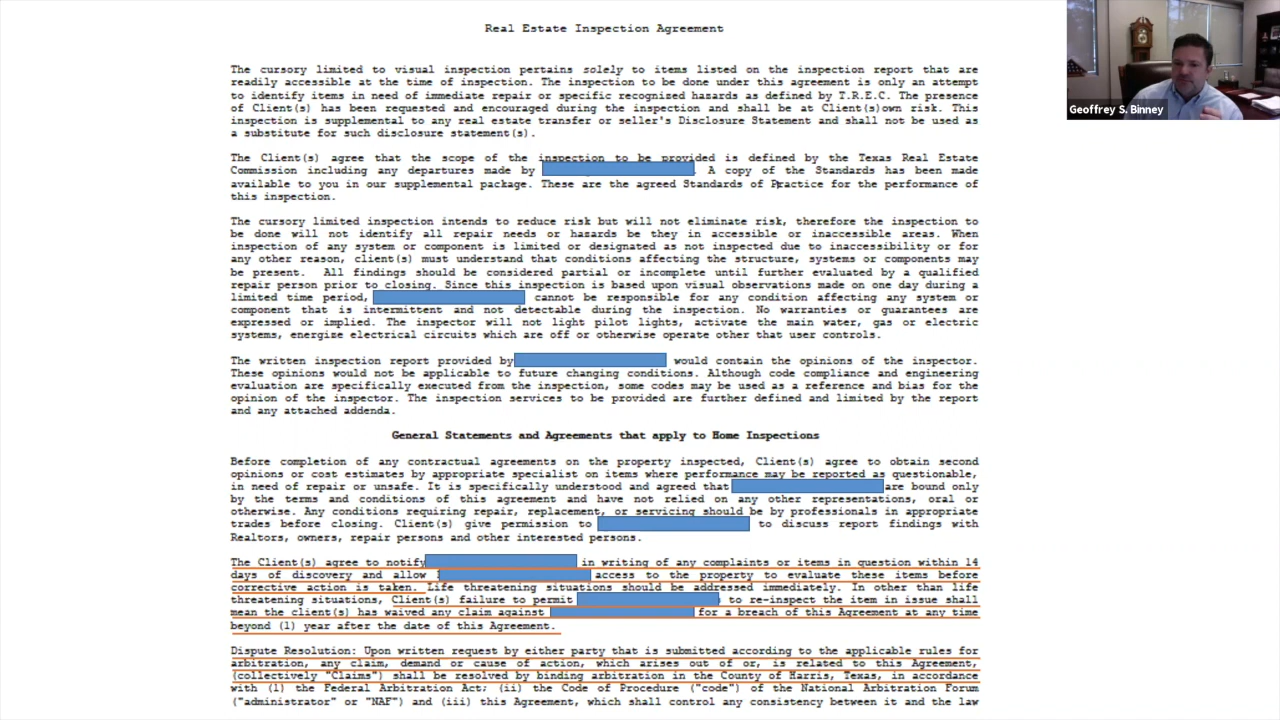 Real Estate Inspection Agreement
Geoffrey S. Binney
The cursory limited to visual inspection pertains solely to items listed on the inspection report that are
readily accessible at the time of inspection. The inspection to be done under this agreement is only an attempt
to identify items in need of immediate repair or specific recognized hazards as defined by T.R.E.C. The presence
of Client(s) has been requested and encouraged during the inspection and shall be at Client(s)own risk. This
inspection is supplemental to any real estate transfer or seller's Disclosure Statement and shall not be used as
a substitute for such disclosure statement(s).
The Client(s) agree that the scope of the inspection to be provided is defined by the Texas Real Estate
Commission including any departures made by . A copy of the Standards has been made
available to you in our supplemental package. These are the agreed Standards of Practice for the performance of
this inspection.
The cursory limited inspection intends to reduce risk but will not eliminate risk, therefore the inspection to
be done will not identify all repair needs or hazards be they in accessible or inaccessible areas. When
inspection of any system or component is limited or designated as not inspected due to inaccessibility or for
any other reason, client(s) must understand that conditions affecting the structure, systems or components may
be present. All findings should be considered partial or incomplete until further evaluated by a qualified
repair person prior to closing. Since this inspection is based upon visual observations made on one day during a
limited time period, cannot be responsible for any condition affecting any system or
component that is intermittent and not detectable during the inspection. No warranties or guarantees are
expressed or implied. The inspector will not light pilot lights, activate the main water, gas or electric
systems, energize electrical circuits which are off or otherwise operate other that user controls.
The written inspection report provided by would contain the opinions of the inspector.
These opinions would not be applicable to future changing conditions. Although code compliance and engineering
evaluation are specifically executed from the inspection, some codes may be used as a reference and bias for the
opinion of the inspector. The inspection services to be provided are further defined and limited by the report
and any attached addenda.
General Statements and Agreements that apply to Home Inspections
Before completion of any contractual agreements on the property inspected, Client(s) agree to obtain second
opinions or cost estimates by appropriate specialist on items where performance may be reported as questionable,
in need of repair or unsafe. It is specifically understood and agreed that are bound only
by the terms and conditions of this agreement and have not relied on any other representations, oral or
otherwise. Any conditions requiring repair, replacement, or servicing should be by professionals in appropriate
trades before closing. Client(s) give permission to to discuss report findings with
Realtors, owners, repair persons and other interested persons.
The Client(s) agree to notify in writing of any complaints or items in question within 14
days of discovery and allow access to the property to evaluate these items before
corrective action is taken. Life threatening situations should be addressed immediately. In other than life
threatening situations, Client(s) failure to permit to re-inspect the item in issue shall
mean the client(s) has waived any claim against for a breach of this Agreement at any time
beyond (1) year after the date of this Agreement.
Dispute Resolution: Upon written request by either party that is submitted according to the applicable rules for
arbitration, any claim, demand or cause of action, which arises out of or, is related to this Agreement,
(collectively "Claims") shall be resolved by binding arbitration in the County of Harris, Texas, in accordance
with (1) the Federal Arbitration Act; (ii) the Code of Procedure ("code") of the National Arbitration Forum
("administrator" or "NAF") and (iii) this Agreement, which shall control any consistency between it and the law